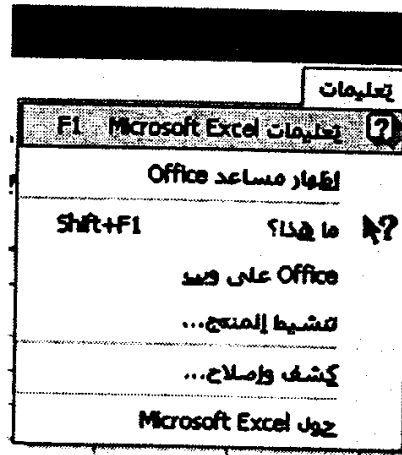 تعليمات
تعليمات Microsoft Excel F1
إظهار مساعد Office
ما هذا؟ Shift+F1
Office على ويب
تنشيط المنتج...
كشف وإصلاح...
حول Microsoft Excel